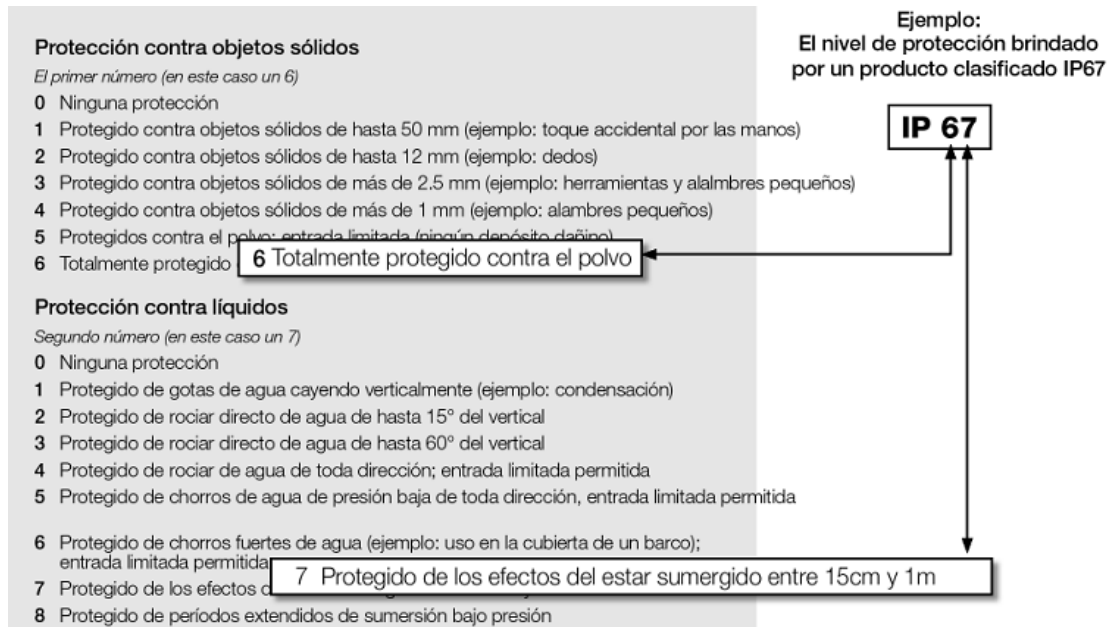 Protección contra objetos sólidos
El primer número (en este caso un 6)
0 Ninguna protección
1 Protegido contra objetos sólidos de hasta 50 mm (ejemplo: toque accidental por las manos)
2 Protegido contra objetos sólidos de hasta 12 mm (ejemplo: dedos)
3 Protegido contra objetos sólidos de más de 2.5 mm (ejemplo: herramientas y alalmbres pequeños)
4 Protegido contra objetos sólidos de más de 1 mm (ejemplo: alambres pequeños)
5 Protegidos contra el polvo; entrada limitada (ningún depósito dañino)
6 Totalmente protegido
6 Totalmente protegido contra el polvo
Protección contra líquidos
Segundo número (en este caso un 7)
0 Ninguna protección
1 Protegido de gotas de agua cayendo verticalmente (ejemplo: condensación)
2 Protegido de rociar directo de agua de hasta 15° del vertical
3 Protegido de rociar directo de agua de hasta 60° del vertical
4 Protegido de rociar de agua de toda dirección; entrada limitada permitida
5 Protegido de chorros de agua de presión baja de toda dirección, entrada limitada permitida
6 Protegido de chorros fuertes de agua (ejemplo: uso en la cubierta de un barco);
entrada limitada permitida
7 Protegido de los efectos
7 Protegido de los efectos del estar sumergido entre 15cm y 1m
8 Protegido de períodos extendidos de sumersión bajo presión
Ejemplo:
El nivel de protección brindado
por un producto clasificado IP67
IP 67